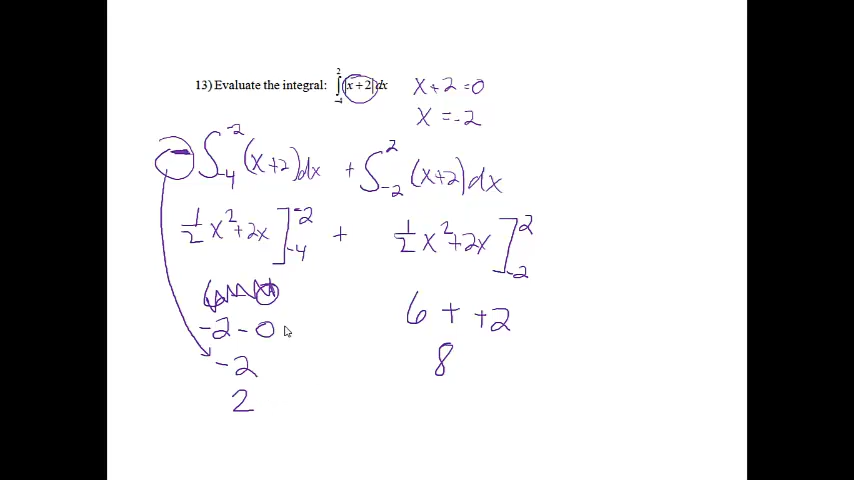 13) Evaluate the integral: ∫_{-4}^{2} |x+2| dx
x+2=0
x=-2
- ∫_{-4}^{-2} (x+2)dx + ∫_{-2}^{2} (x+2)dx
1/2 x² + 2x ]_{-4}^{-2} + 1/2 x² + 2x ]_{-2}^{2}
-2 - 0
6 + +2
-2
8
2